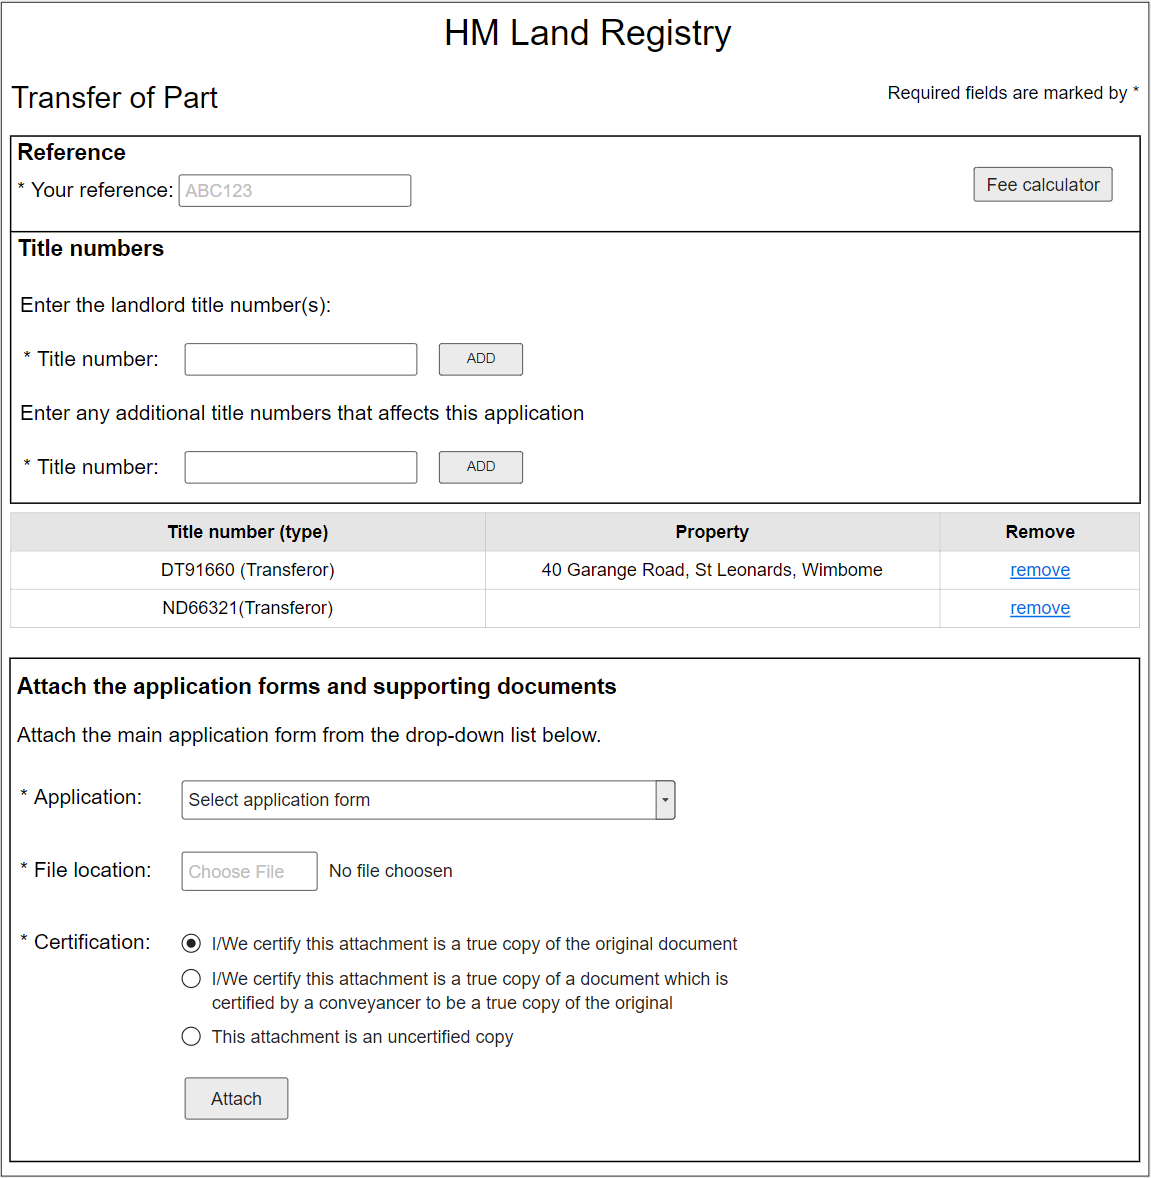 HM Land Registry
Transfer of Part
Required fields are marked by *
Reference
* Your reference: ABC123
Fee calculator
Title numbers
Enter the landlord title number(s):
* Title number:
ADD
Enter any additional title numbers that affects this application
* Title number:
ADD
Title number (type) Property Remove
DT91660 (Transferor) 40 Garange Road, St Leonards, Wimbome remove
ND66321(Transferor) remove
Attach the application forms and supporting documents
Attach the main application form from the drop-down list below.
* Application: Select application form
* File location: Choose File No file choosen
* Certification: I/We certify this attachment is a true copy of the original document
I/We certify this attachment is a true copy of a document which is
certified by a conveyancer to be a true copy of the original
This attachment is an uncertified copy
Attach